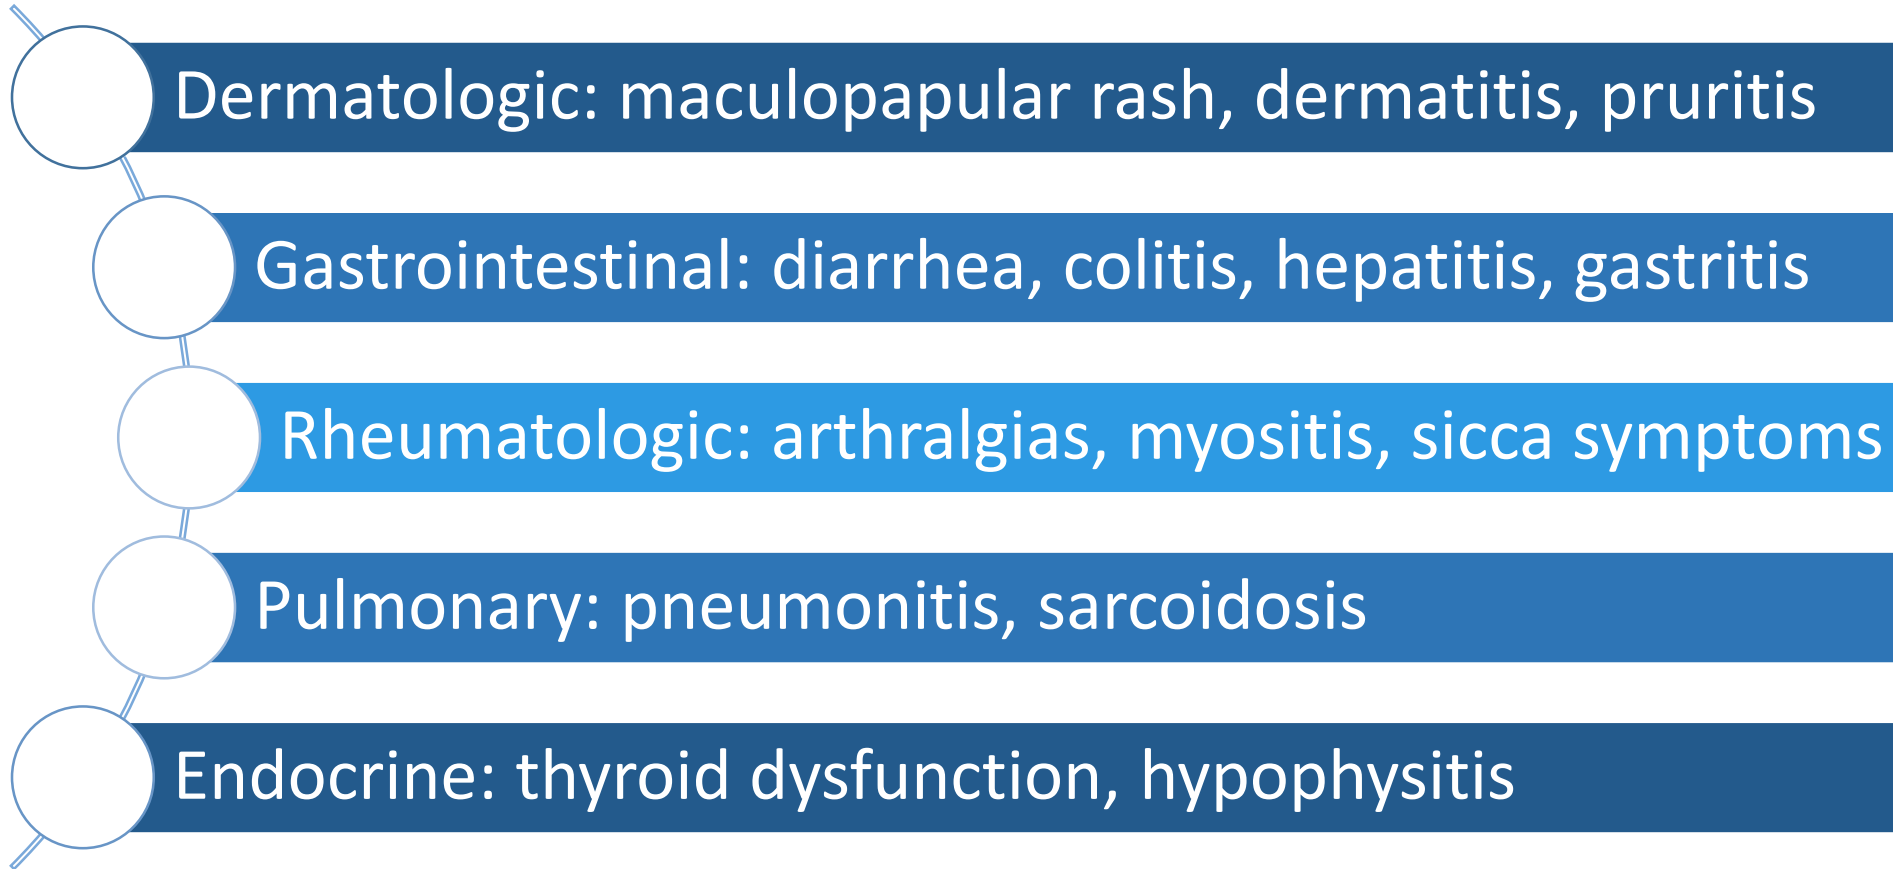 Dermatologic: maculopapular rash, dermatitis, pruritis
Gastrointestinal: diarrhea, colitis, hepatitis, gastritis
Rheumatologic: arthralgias, myositis, sicca symptoms
Pulmonary: pneumonitis, sarcoidosis
Endocrine: thyroid dysfunction, hypophysitis